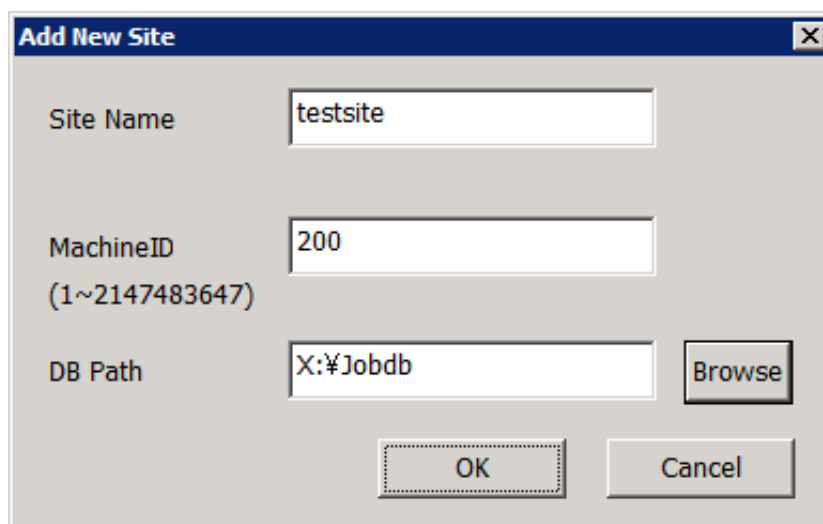 Add New Site
Site Name
testsite
MachineID
200
(1~2147483647)
DB Path
X:¥Jobdb
Browse
OK
Cancel